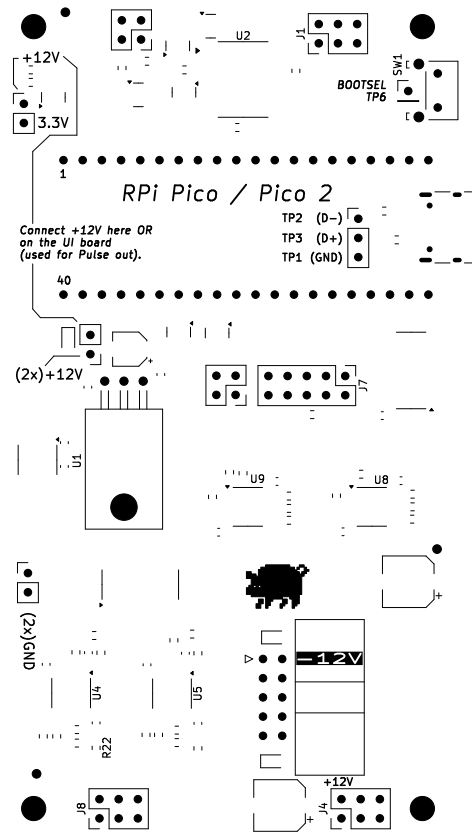 U2
J1
SW1
+12V
BOOTSEL
TP6
3.3V
1
RPi Pico / Pico 2
TP2 (D-)
Connect +12V here OR
on the UI board
(used for Pulse out).
TP3 (D+)
TP1 (GND)
40
+
(2x)+12V
J7
U1
U9
U8
+
(2x)GND
-12V
U4
U5
R22
+12V
J8
+
J4